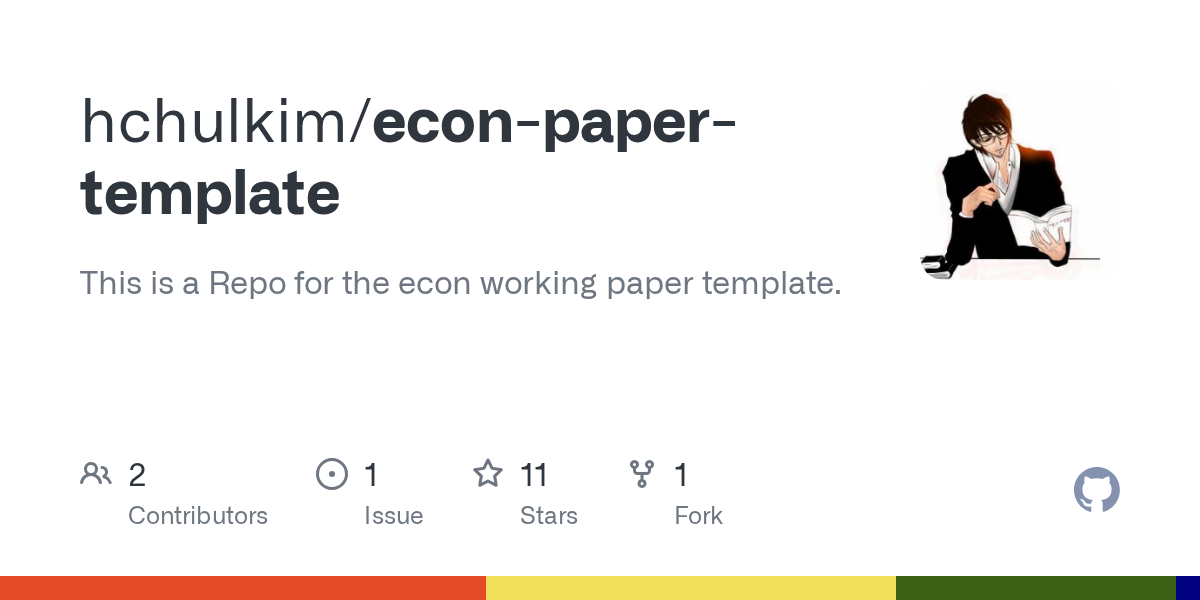 hchulkim/econ-paper-
template
This is a Repo for the econ working paper template.
2
Contributors
1
Issue
11
Stars
1
Fork